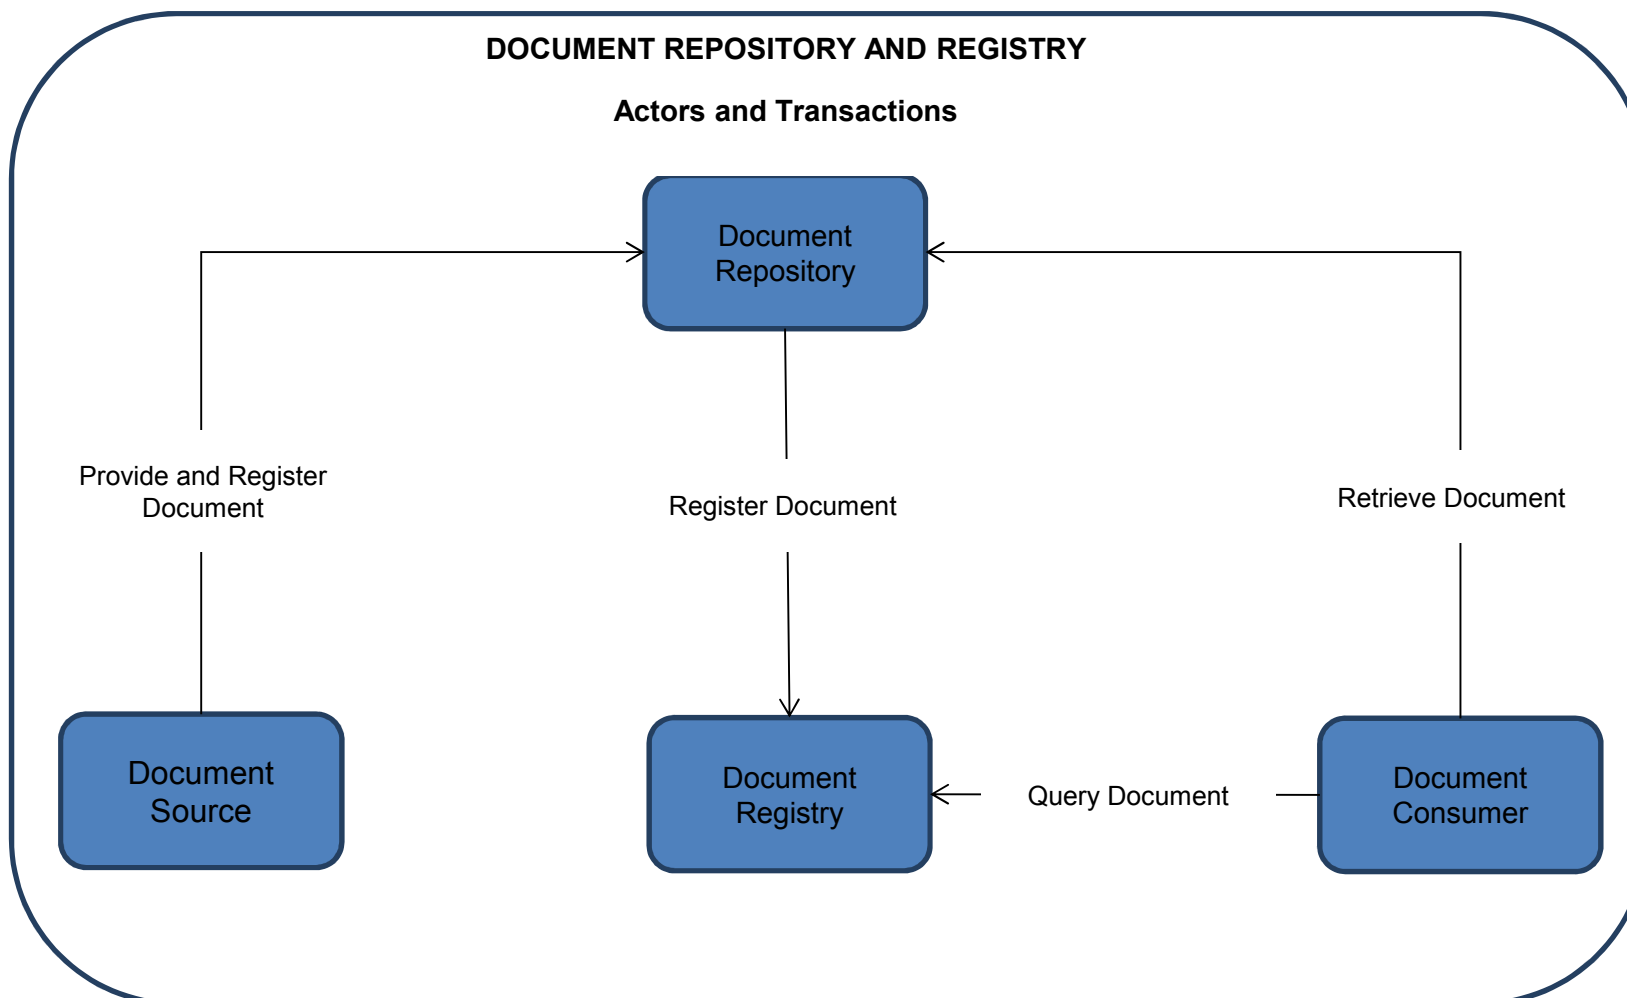 DOCUMENT REPOSITORY AND REGISTRY
Actors and Transactions
Document
Repository
Provide and Register
Document
Register Document
Retrieve Document
Document
Source
Document
Registry
Query Document
Document
Consumer